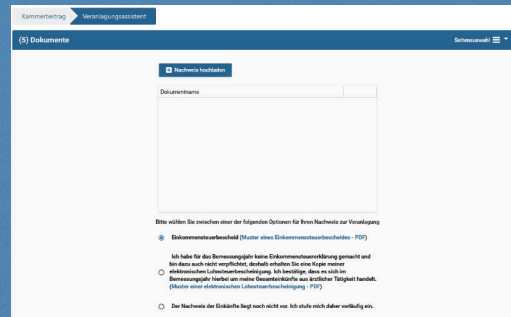 Kammerbeitrag Veranlagungsassistent
(5) Dokumente Seitenauswahl
Nachweis hochladen
Dokumentname
Bitte wählen Sie zwischen einer der folgenden Optionen für Ihren Nachweis zur Veranlagung
Einkommensteuerbescheid (Muster eines Einkommenssteuerbescheides - PDF)
Ich habe für das Bemessungsjahr keine Einkommensteuererklärung gemacht und
bin dazu auch nicht verpflichtet, deshalb erhalten Sie eine Kopie meiner
elektronischen Lohnsteuerbescheinigung. Ich bestätige, dass es sich im
Bemessungsjahr hierbei um meine Gesamteinkünfte aus ärztlicher Tätigkeit handelt.
(Muster einer elektronischen Lohnsteuerbescheinigung - PDF)
Der Nachweis der Einkünfte liegt noch nicht vor. Ich stufe mich daher vorläufig ein.